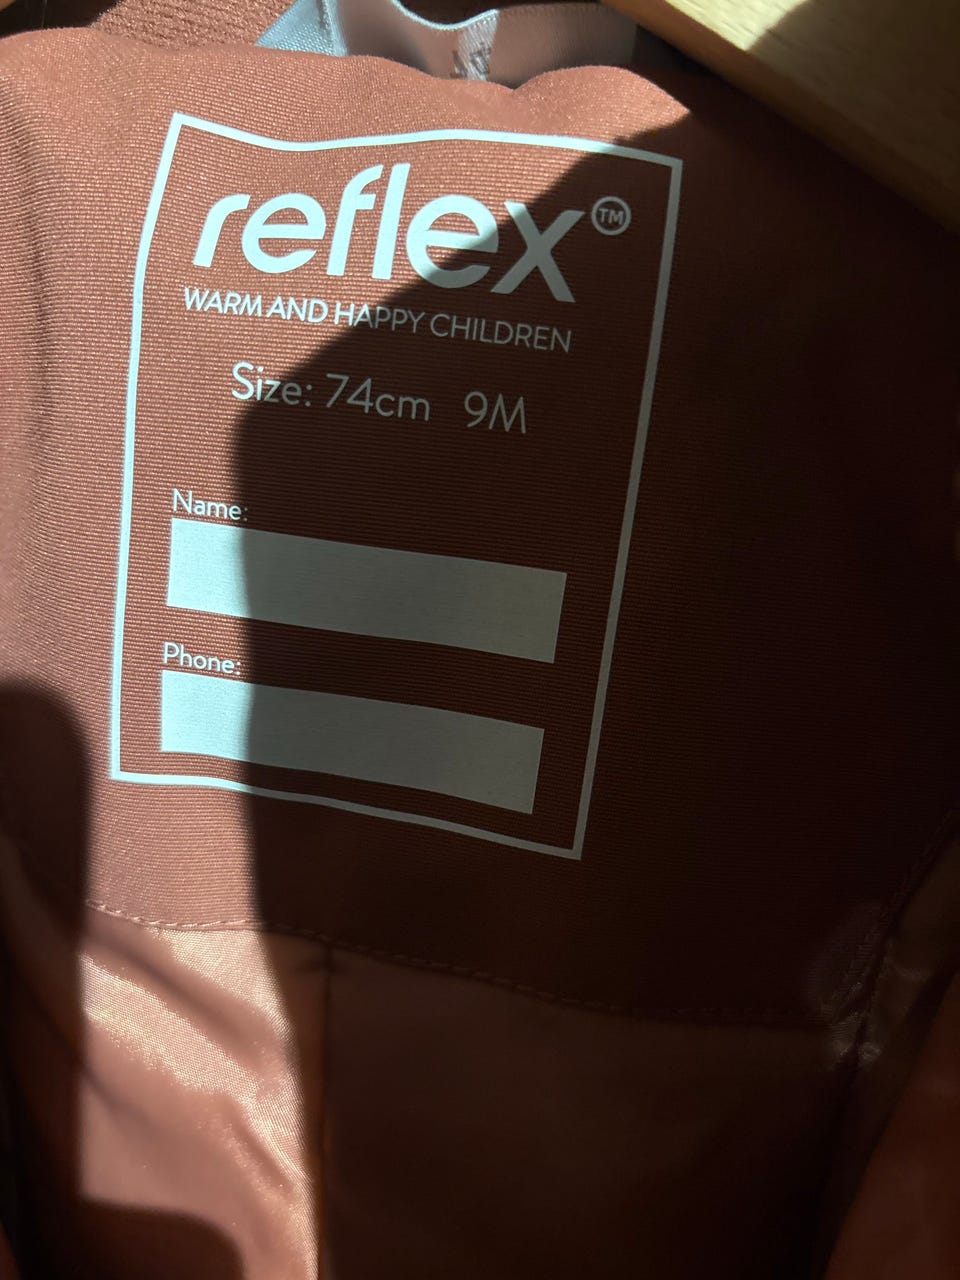 reflex™
WARM AND HAPPY CHILDREN
Size: 74cm 9M
Name:
Phone: